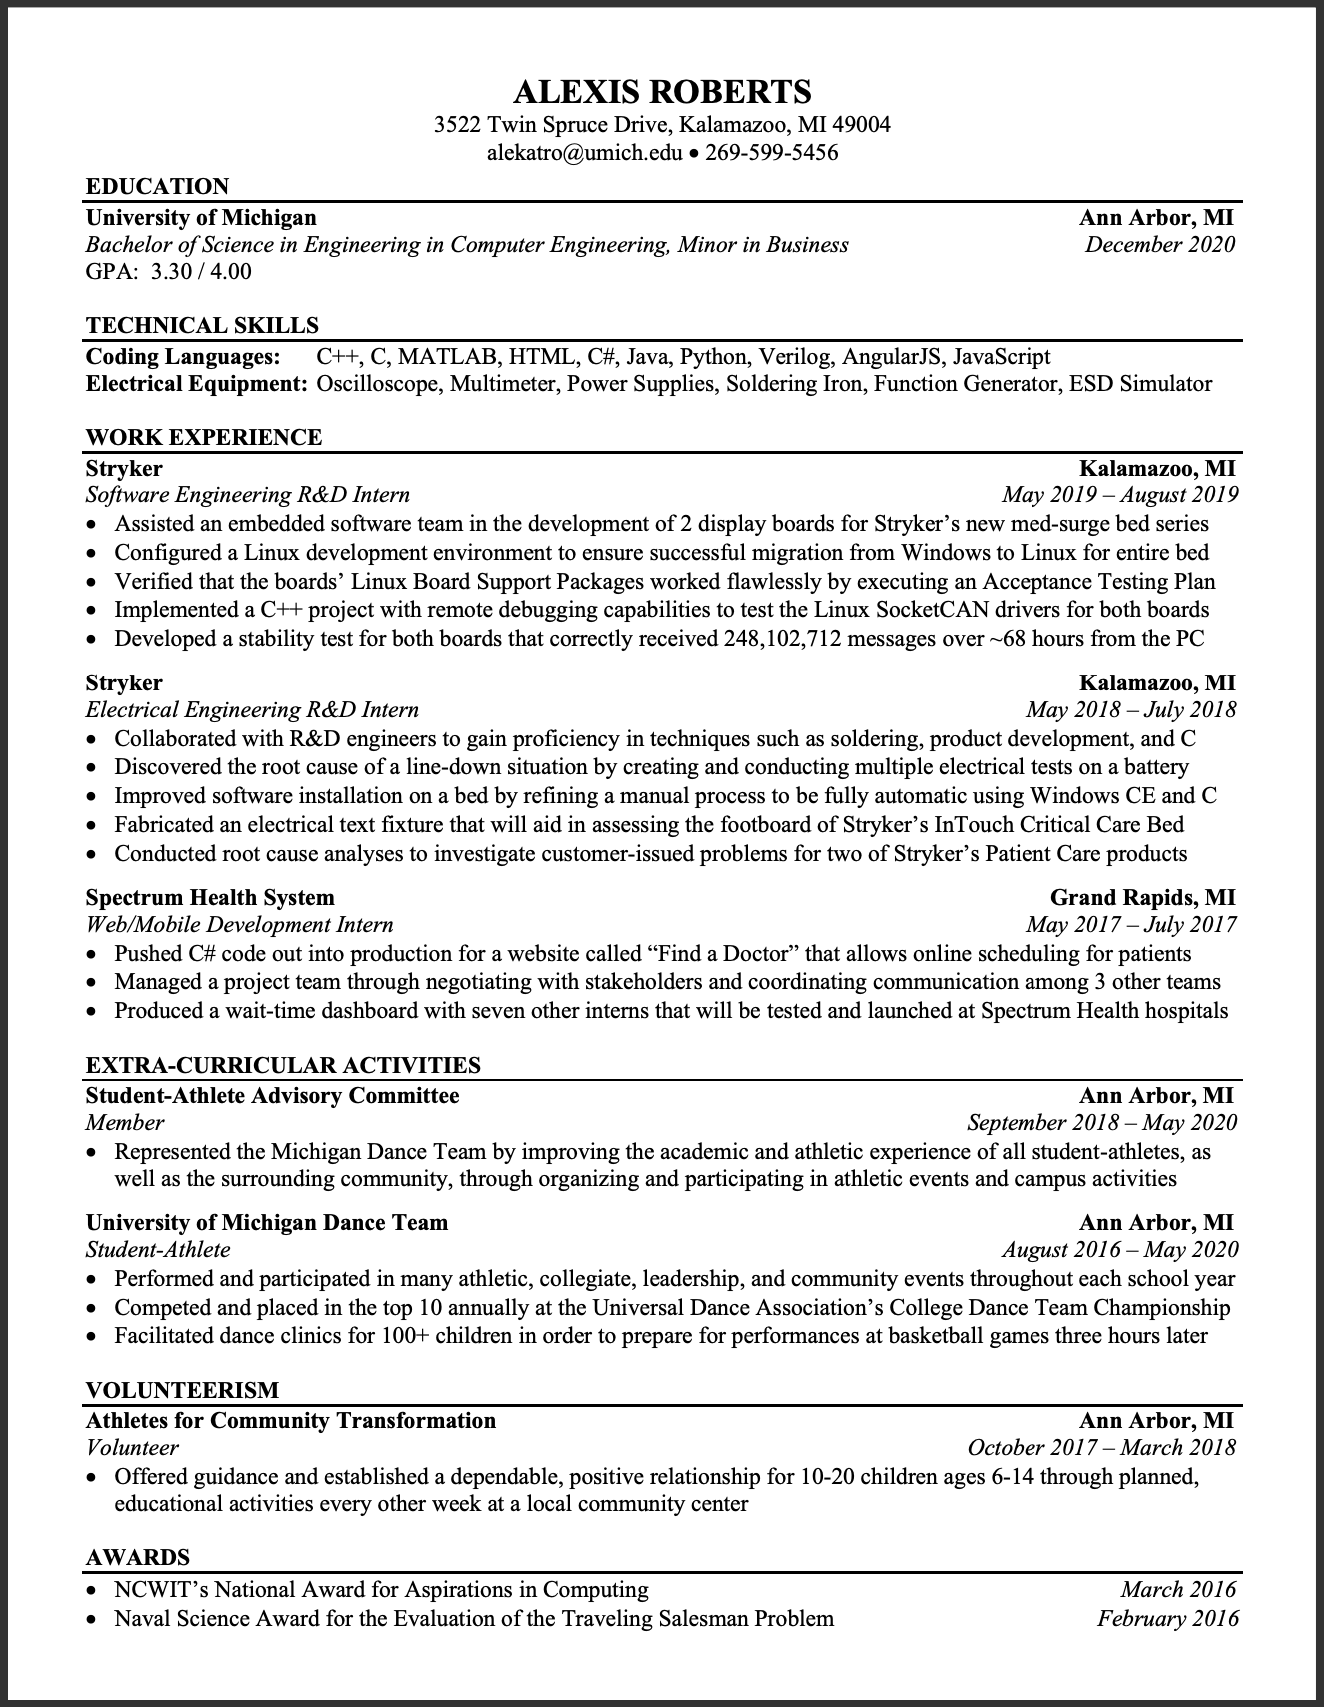 ALEXIS ROBERTS
3522 Twin Spruce Drive, Kalamazoo, MI 49004
alekatro@umich.edu • 269-599-5456
EDUCATION
University of Michigan Ann Arbor, MI
Bachelor of Science in Engineering in Computer Engineering, Minor in Business December 2020
GPA: 3.30 / 4.00
TECHNICAL SKILLS
Coding Languages: C++, C, MATLAB, HTML, C#, Java, Python, Verilog, AngularJS, JavaScript
Electrical Equipment: Oscilloscope, Multimeter, Power Supplies, Soldering Iron, Function Generator, ESD Simulator
WORK EXPERIENCE
Stryker Kalamazoo, MI
Software Engineering R&D Intern May 2019 – August 2019
• Assisted an embedded software team in the development of 2 display boards for Stryker’s new med-surge bed series
• Configured a Linux development environment to ensure successful migration from Windows to Linux for entire bed
• Verified that the boards’ Linux Board Support Packages worked flawlessly by executing an Acceptance Testing Plan
• Implemented a C++ project with remote debugging capabilities to test the Linux SocketCAN drivers for both boards
• Developed a stability test for both boards that correctly received 248,102,712 messages over ~68 hours from the PC
Stryker Kalamazoo, MI
Electrical Engineering R&D Intern May 2018 – July 2018
• Collaborated with R&D engineers to gain proficiency in techniques such as soldering, product development, and C
• Discovered the root cause of a line-down situation by creating and conducting multiple electrical tests on a battery
• Improved software installation on a bed by refining a manual process to be fully automatic using Windows CE and C
• Fabricated an electrical text fixture that will aid in assessing the footboard of Stryker’s InTouch Critical Care Bed
• Conducted root cause analyses to investigate customer-issued problems for two of Stryker’s Patient Care products
Spectrum Health System Grand Rapids, MI
Web/Mobile Development Intern May 2017 – July 2017
• Pushed C# code out into production for a website called “Find a Doctor” that allows online scheduling for patients
• Managed a project team through negotiating with stakeholders and coordinating communication among 3 other teams
• Produced a wait-time dashboard with seven other interns that will be tested and launched at Spectrum Health hospitals
EXTRA-CURRICULAR ACTIVITIES
Student-Athlete Advisory Committee Ann Arbor, MI
Member September 2018 – May 2020
• Represented the Michigan Dance Team by improving the academic and athletic experience of all student-athletes, as
well as the surrounding community, through organizing and participating in athletic events and campus activities
University of Michigan Dance Team Ann Arbor, MI
Student-Athlete August 2016 – May 2020
• Performed and participated in many athletic, collegiate, leadership, and community events throughout each school year
• Competed and placed in the top 10 annually at the Universal Dance Association’s College Dance Team Championship
• Facilitated dance clinics for 100+ children in order to prepare for performances at basketball games three hours later
VOLUNTEERISM
Athletes for Community Transformation Ann Arbor, MI
Volunteer October 2017 – March 2018
• Offered guidance and established a dependable, positive relationship for 10-20 children ages 6-14 through planned,
educational activities every other week at a local community center
AWARDS
• NCWIT’s National Award for Aspirations in Computing March 2016
• Naval Science Award for the Evaluation of the Traveling Salesman Problem February 2016